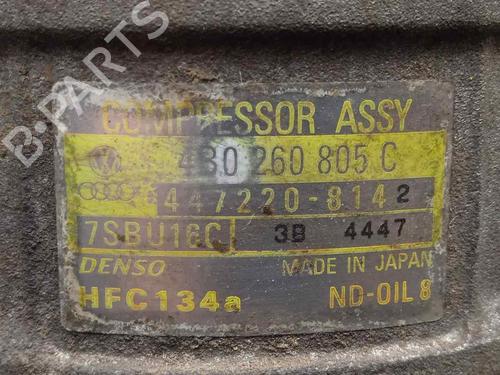 B-PARTS
COMPRESSOR ASSY
4B0 260 805 C
447220-8142
7SBU16C 3B 4447
DENSO MADE IN JAPAN
HFC134a ND-OIL 8